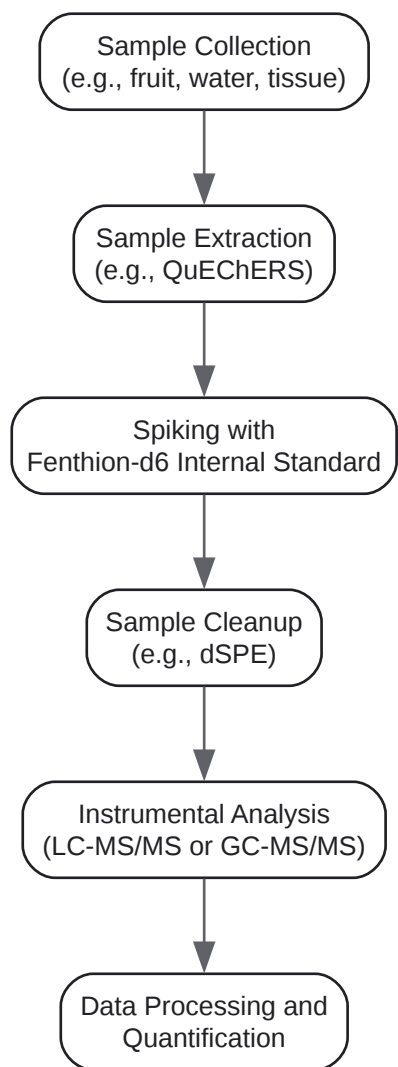 Sample Collection
(e.g., fruit, water, tissue)
Sample Extraction
(e.g., QuEChERS)
Spiking with
Fenthion-d6 Internal Standard
Sample Cleanup
(e.g., dSPE)
Instrumental Analysis
(LC-MS/MS or GC-MS/MS)
Data Processing and
Quantification